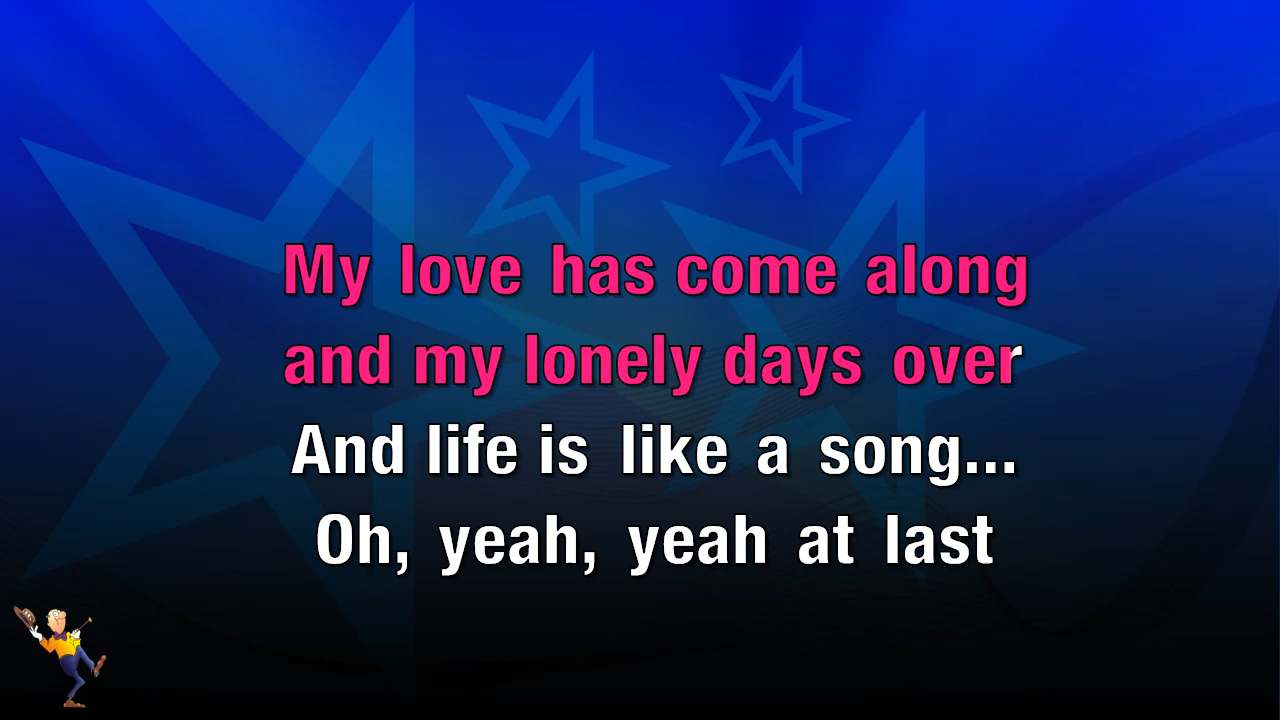 My love has come along
and my lonely days over
And life is like a song...
Oh, yeah, yeah at last